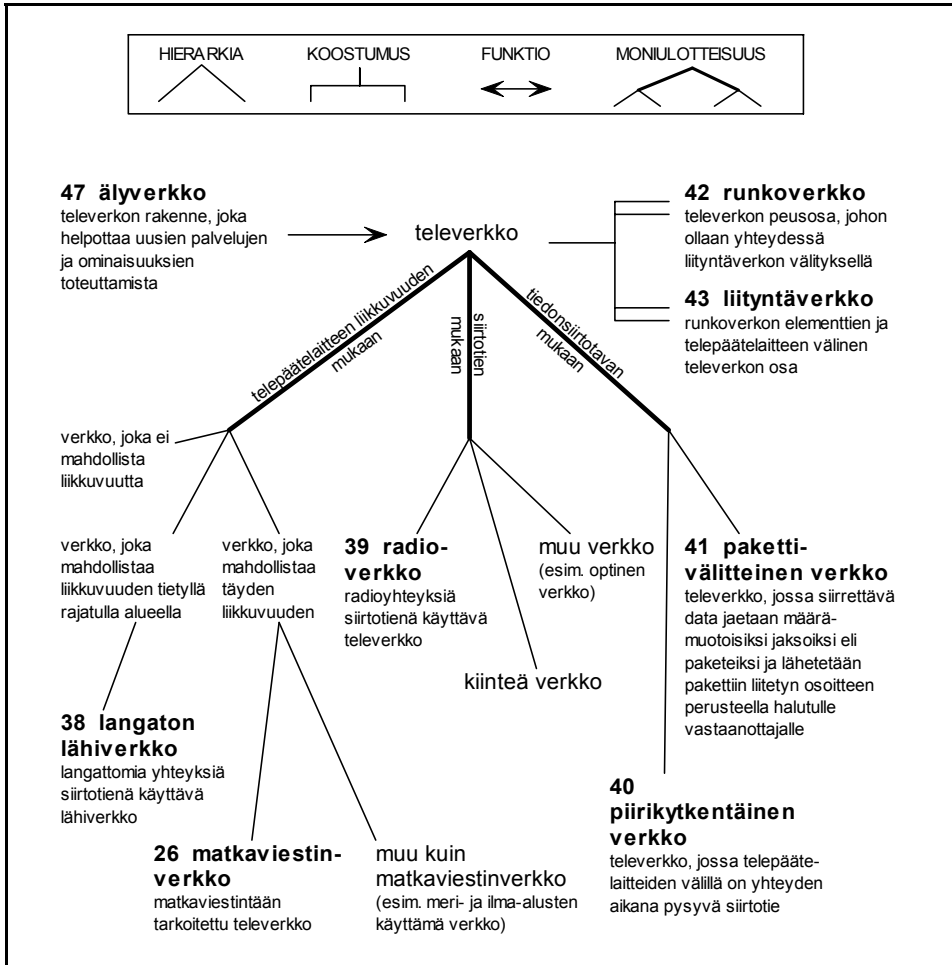 HIERARKIA
KOOSTUMUS
FUNKTIO
MONIULOTTEISUUS
47 älyverkko
televerkon rakenne, joka
helpottaa uusien palvelujen
ja ominaisuuksien
toteuttamista
televerkko
42 runkoverkko
televerkon peusosa, johon
ollaan yhteydessä
liityntäverkon välityksellä
43 liityntäverkko
runkoverkon elementtien ja
telepäätelaitteen välinen
televerkon osa
telepäätelaitteen liikkuvuuden
mukaan
siirtotien
mukaan
tiedonsiirtotavan
mukaan
verkko, joka ei
mahdollista
liikkuvuutta
verkko, joka
mahdollistaa
liikkuvuuden tietyllä
rajatulla alueella
verkko, joka
mahdollistaa
täyden
liikkuvuuden
39 radio-
verkko
radioyhteyksiä
siirtotienä käyttävä
televerkko
muu verkko
(esim. optinen
verkko)
kiinteä verkko
41 paketti-
välitteinen verkko
televerkko, jossa siirrettävä
data jaetaan määrä-
muotoisiksi jaksoiksi eli
paketeiksi ja lähetetään
pakettiin liitetyn osoitteen
perusteella halutulle
vastaanottajalle
38 langaton
lähiverkko
langattomia yhteyksiä
siirtotienä käyttävä
lähiverkko
26 matkaviestin-
verkko
matkaviestintään
tarkoitettu televerkko
muu kuin
matkaviestinverkko
(esim. meri- ja ilma-alusten
käyttämä verkko)
40
piirikytkentäinen
verkko
televerkko, jossa telepääte-
laitteiden välillä on yhteyden
aikana pysyvä siirtotie